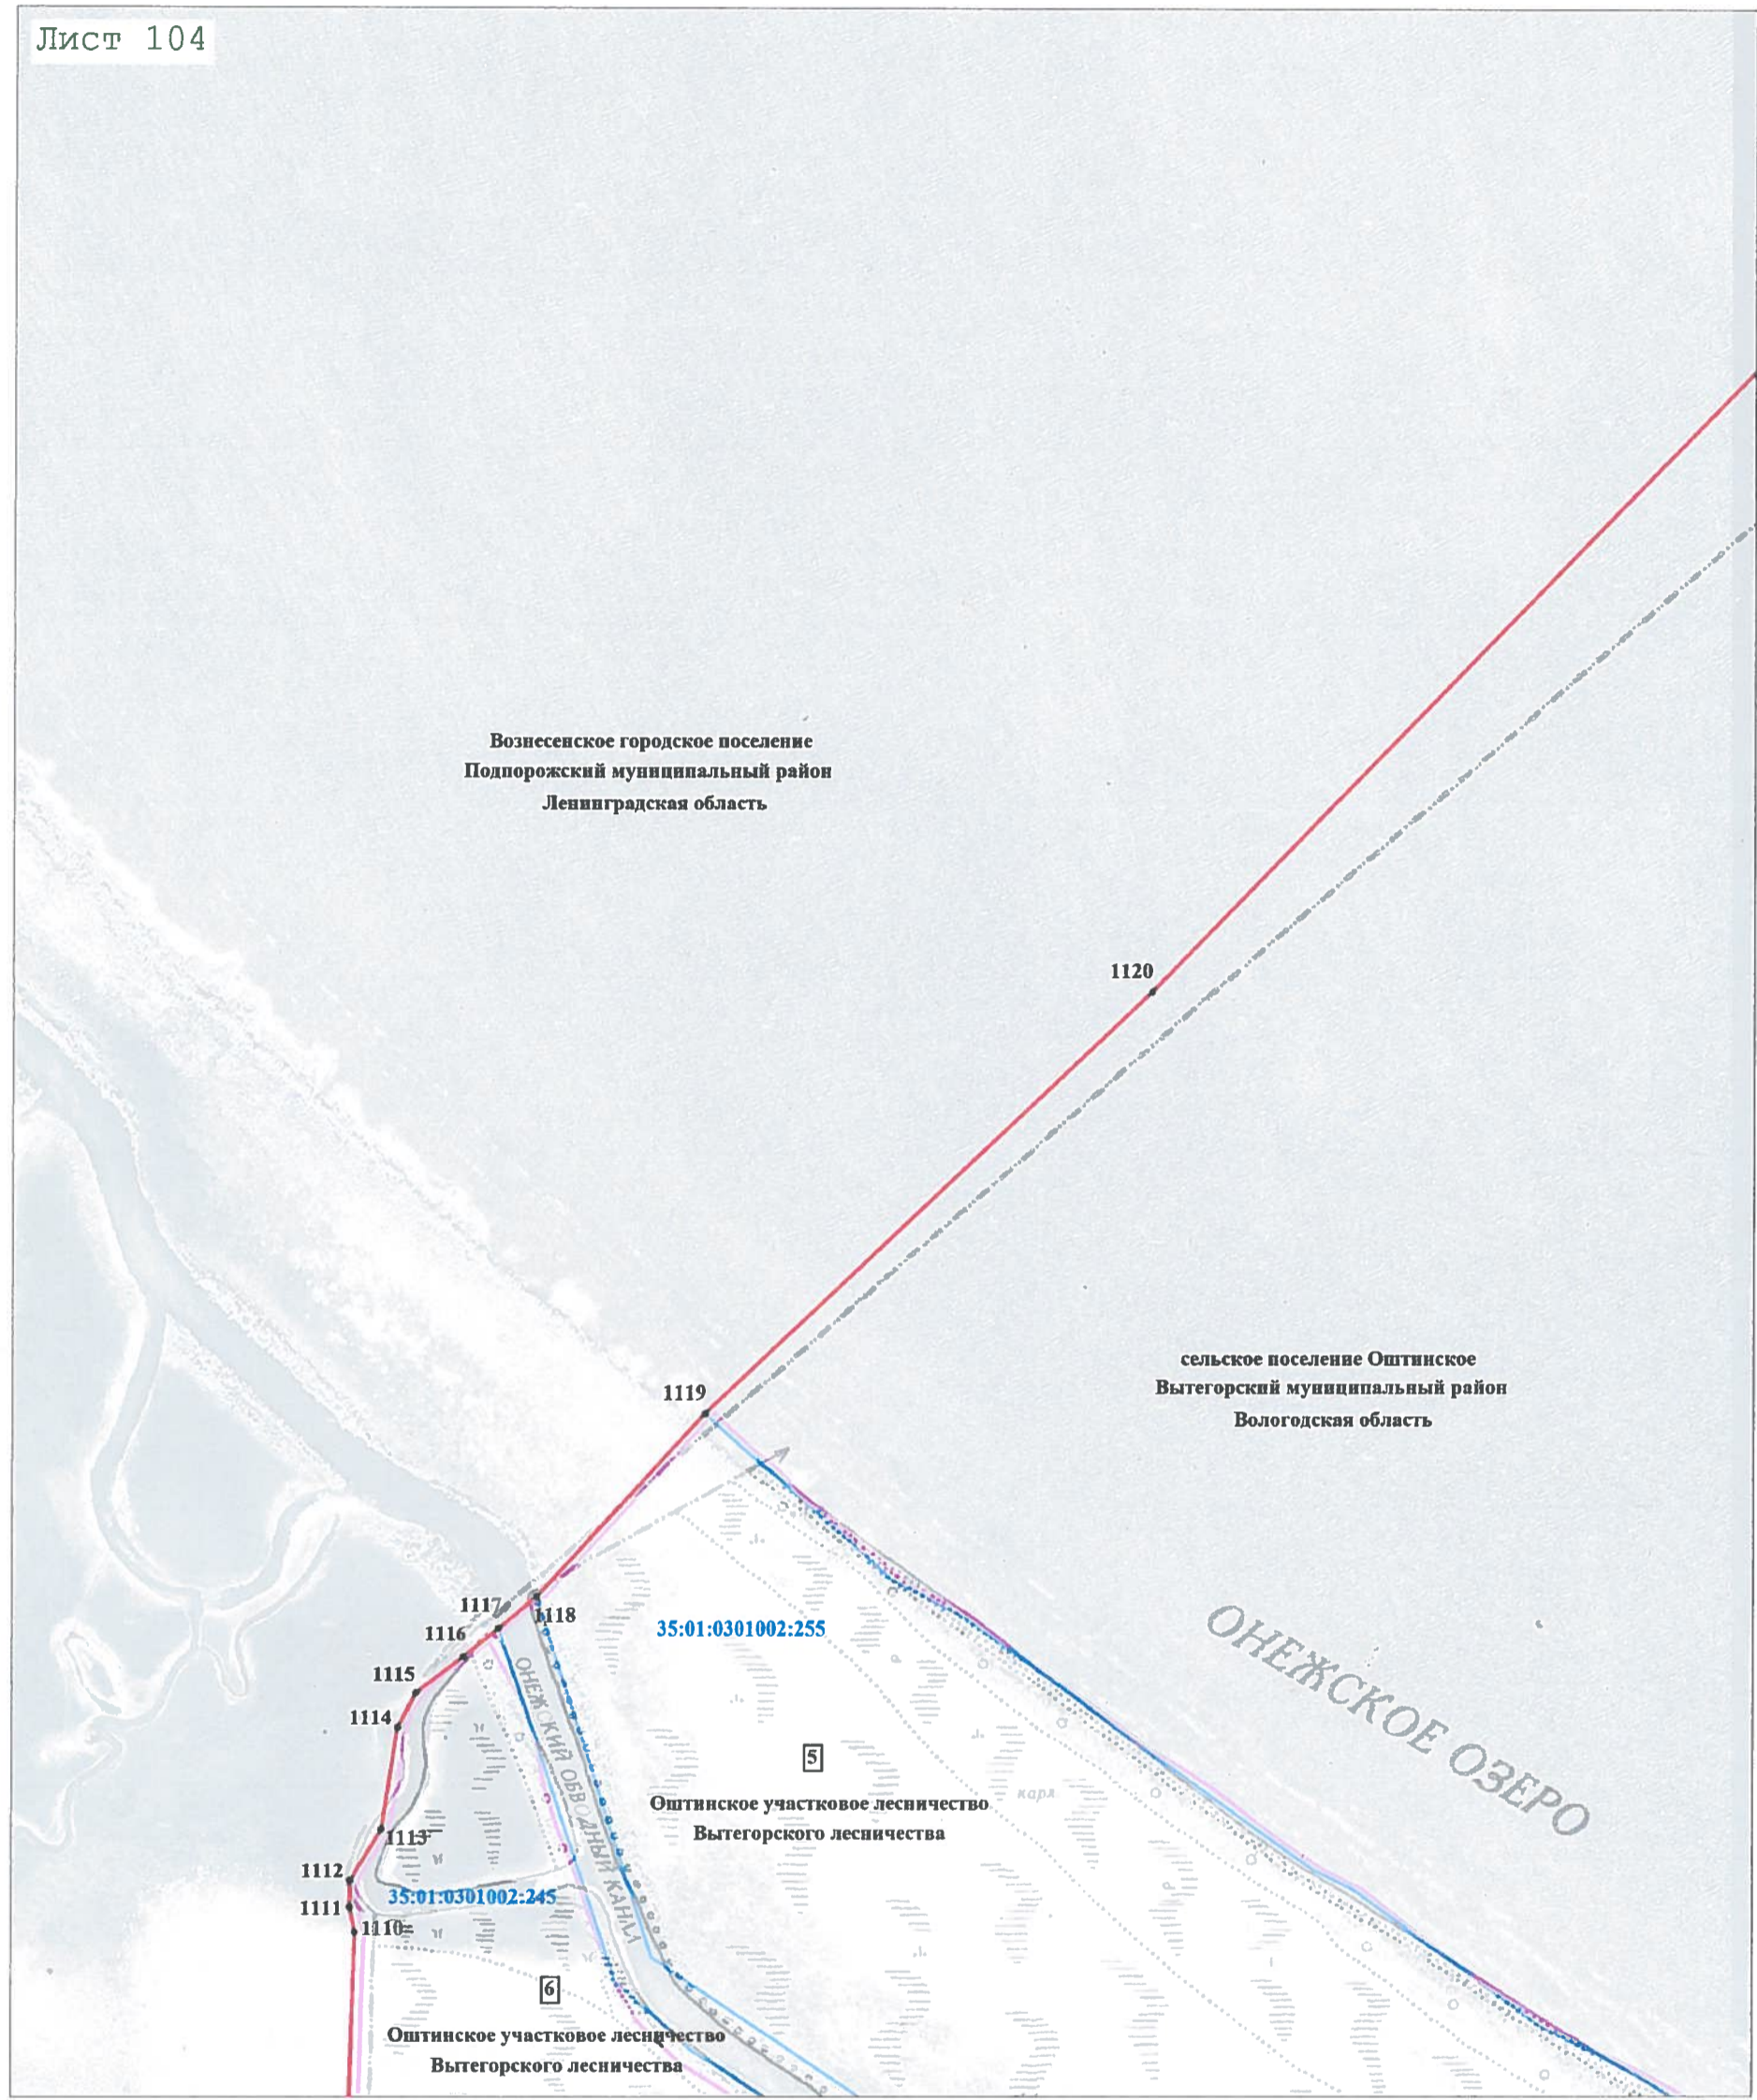 Лист 104
Вознесенское городское поселение
Подпорожский муниципальный район
Ленинградская область
1120
1119
сельское поселение Оштинское
Вытегорский муниципальный район
Вологодская область
1117
1118
1116
35:01:0301002:255
ОНЕЖСКОЕ ОЗЕРО
1115
1114
ОНЕЖСКИЙ ОБВОДНЫЙ КАНАЛ
5
карл
Оштинское участковое лесничество
Вытегорского лесничества
1113
1112
35:01:0301002:245
1111
1110
6
Оштинское участковое лесничество
Вытегорского лесничества